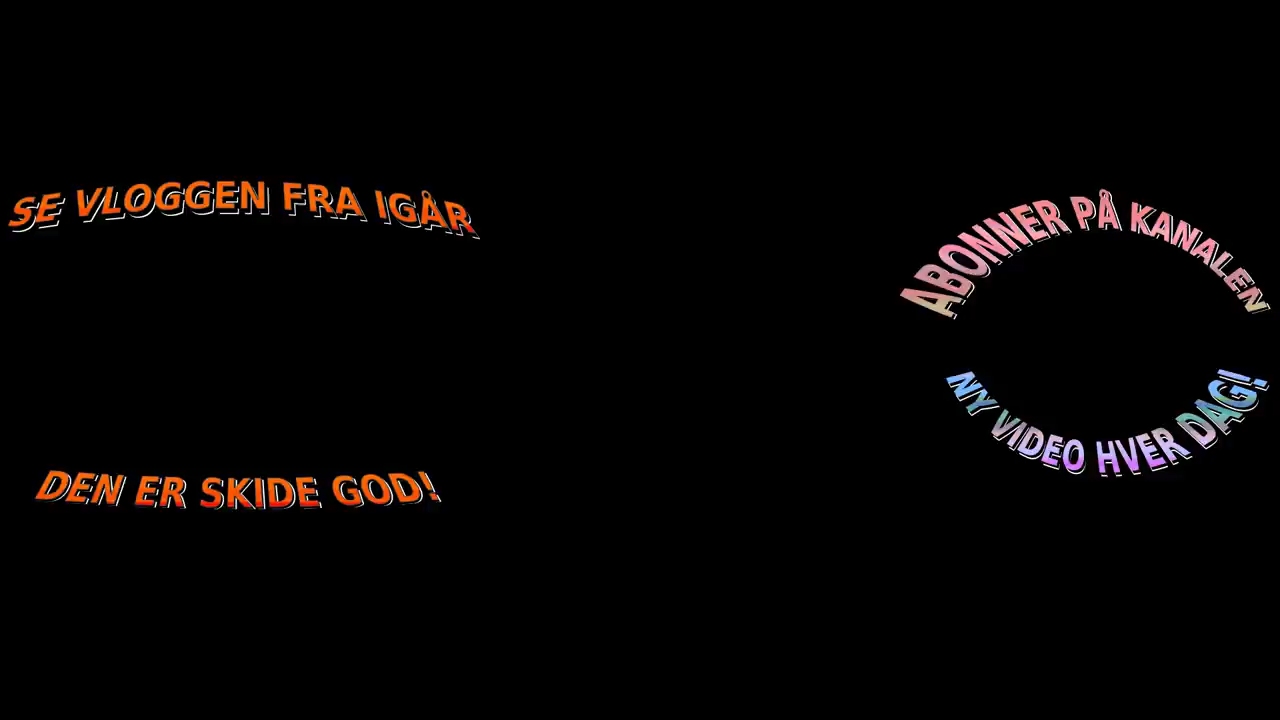 SE VLOGGEN FRA IGÅR
DEN ER SKIDE GOD!
ABONNER PÅ KANALEN
NY VIDEO HVER DAG!